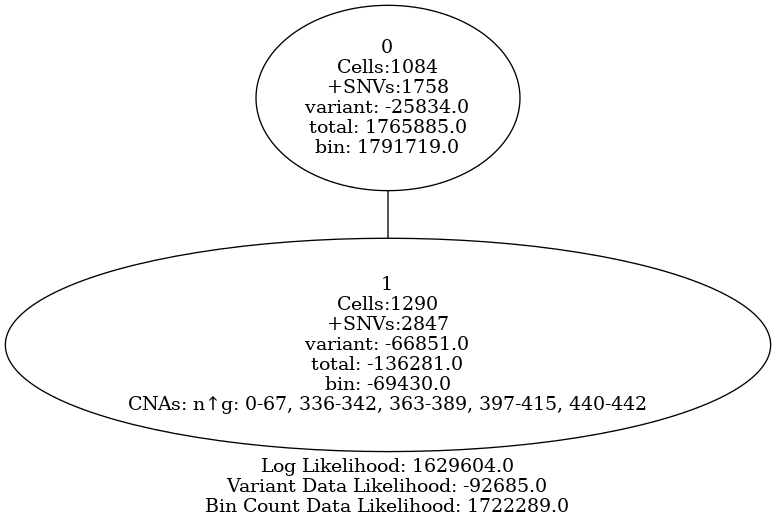 0
Cells:1084
+SNVs:1758
variant: -25834.0
total: 1765885.0
bin: 1791719.0
1
Cells:1290
+SNVs:2847
variant: -66851.0
total: -136281.0
bin: -69430.0
CNAs: n↑g: 0-67, 336-342, 363-389, 397-415, 440-442
Log Likelihood: 1629604.0
Variant Data Likelihood: -92685.0
Bin Count Data Likelihood: 1722289.0